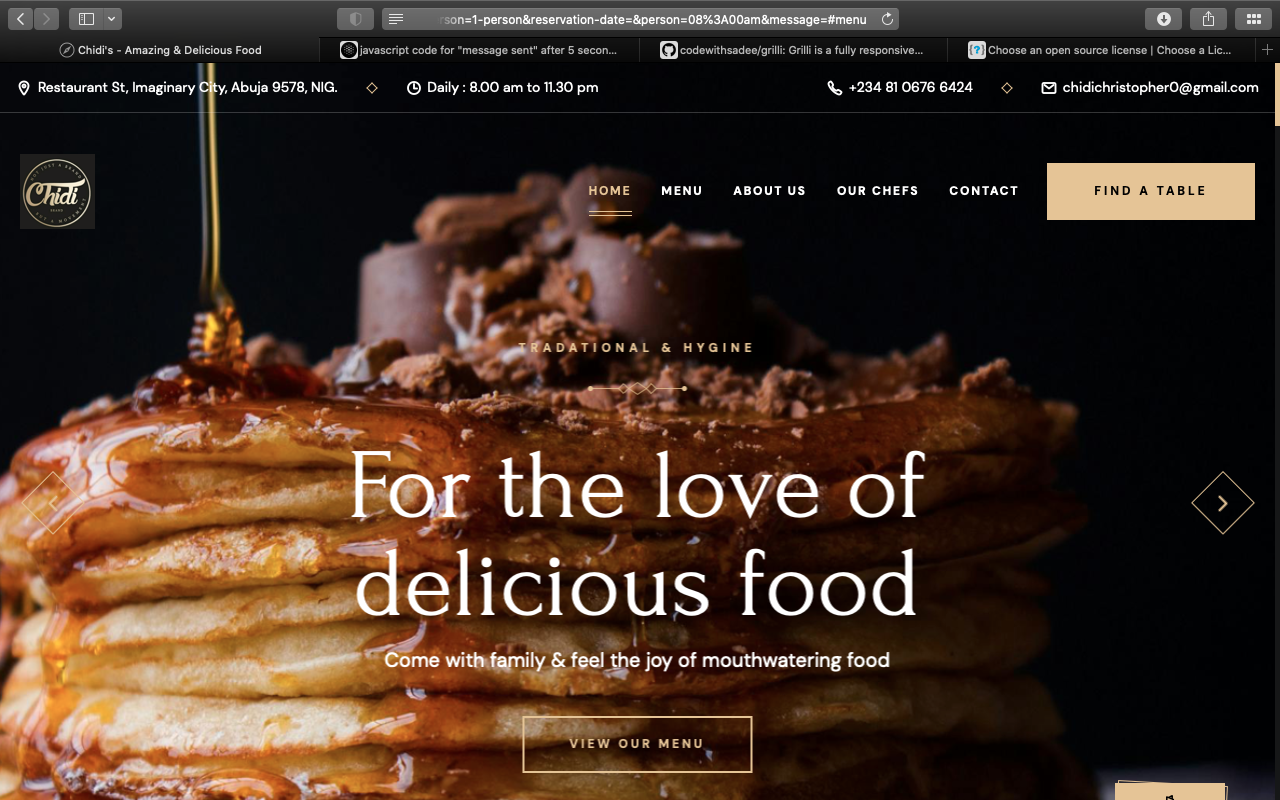 rson=1-person&reservation-date=&person=08%3A00am&message=#menu
Chidi's - Amazing & Delicious Food
javascript code for "message sent" after 5 secon...
codewithsadee/grilli: Grilli is a fully responsive...
Choose an open source license | Choose a Lic...
Restaurant St, Imaginary City, Abuja 9578, NIG.
Daily : 8.00 am to 11.30 pm
+234 81 0676 6424
chidichristopher0@gmail.com
Chidi
HOME
MENU
ABOUT US
OUR CHEFS
CONTACT
FIND A TABLE
TRADATIONAL & HYGINE
For the love of
delicious food
Come with family & feel the joy of mouthwatering food
VIEW OUR MENU